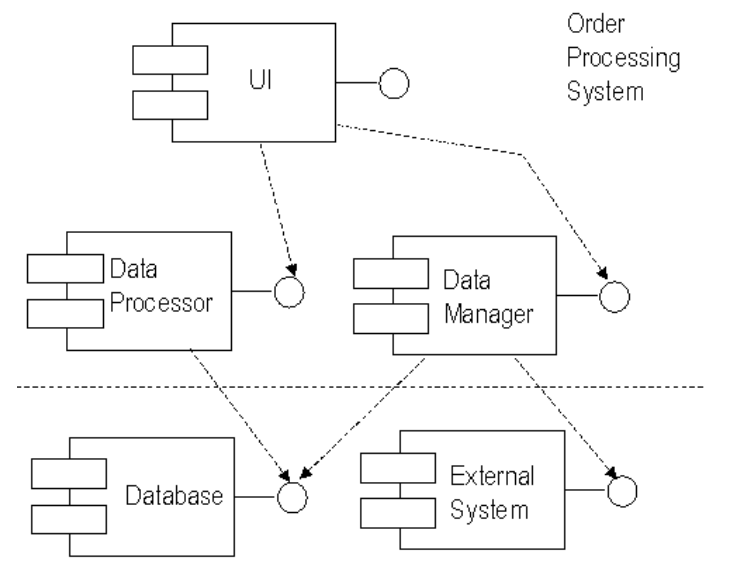 UI
Order
Processing
System
Data
Processor
Data
Manager
Database
External
System